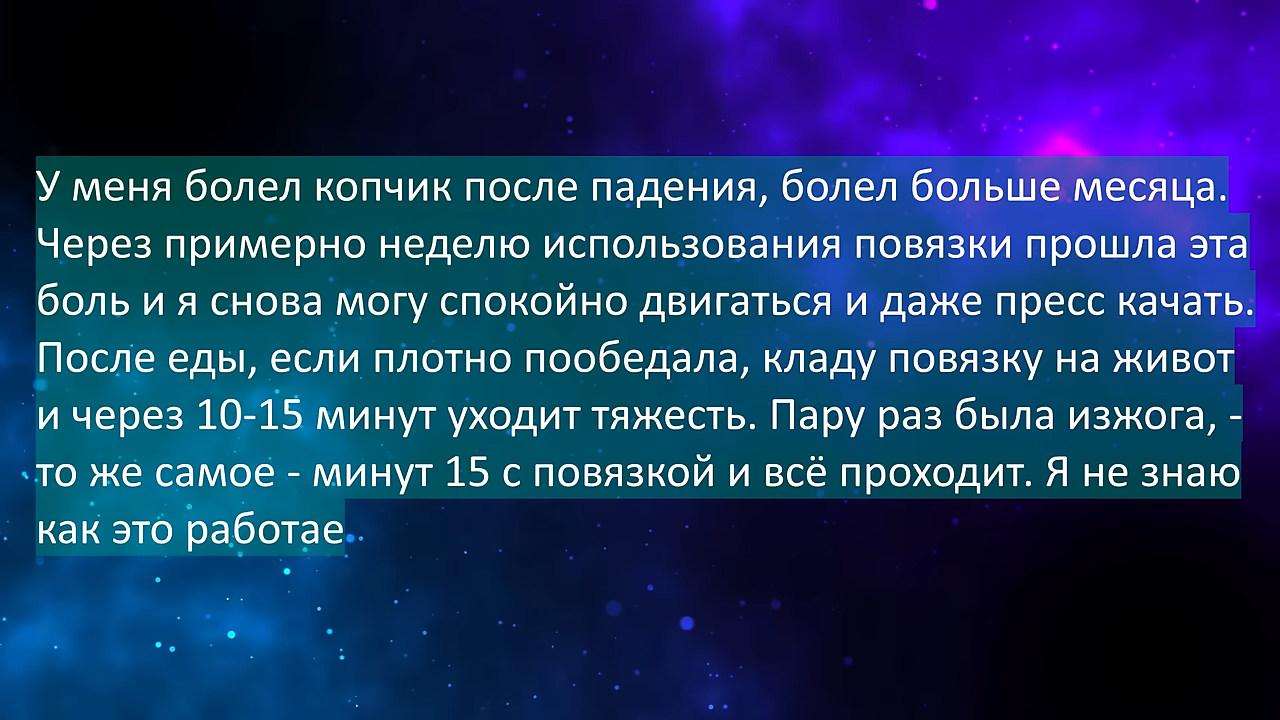 У меня болел копчик после падения, болел больше месяца.
Через примерно неделю использования повязки прошла эта
боль и я снова могу спокойно двигаться и даже пресс качать.
После еды, если плотно пообедала, кладу повязку на живот
и через 10-15 минут уходит тяжесть. Пару раз была изжога, -
то же самое - минут 15 с повязкой и всё проходит. Я не знаю
как это работае